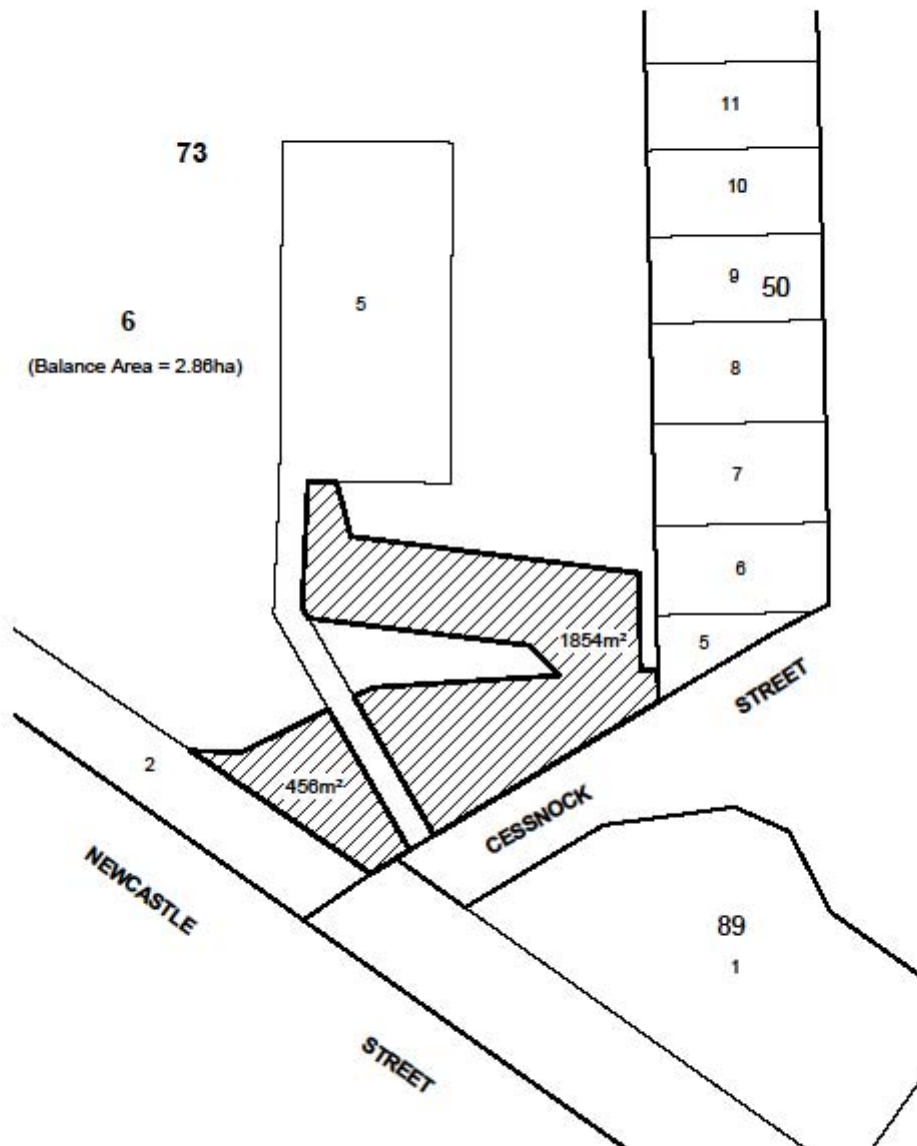 11
73
10
9
50
5
6
(Balance Area = 2.86ha)
8
7
6
1854m²
5
STREET
2
456m²
CESSNOCK
NEWCASTLE
89
1
STREET